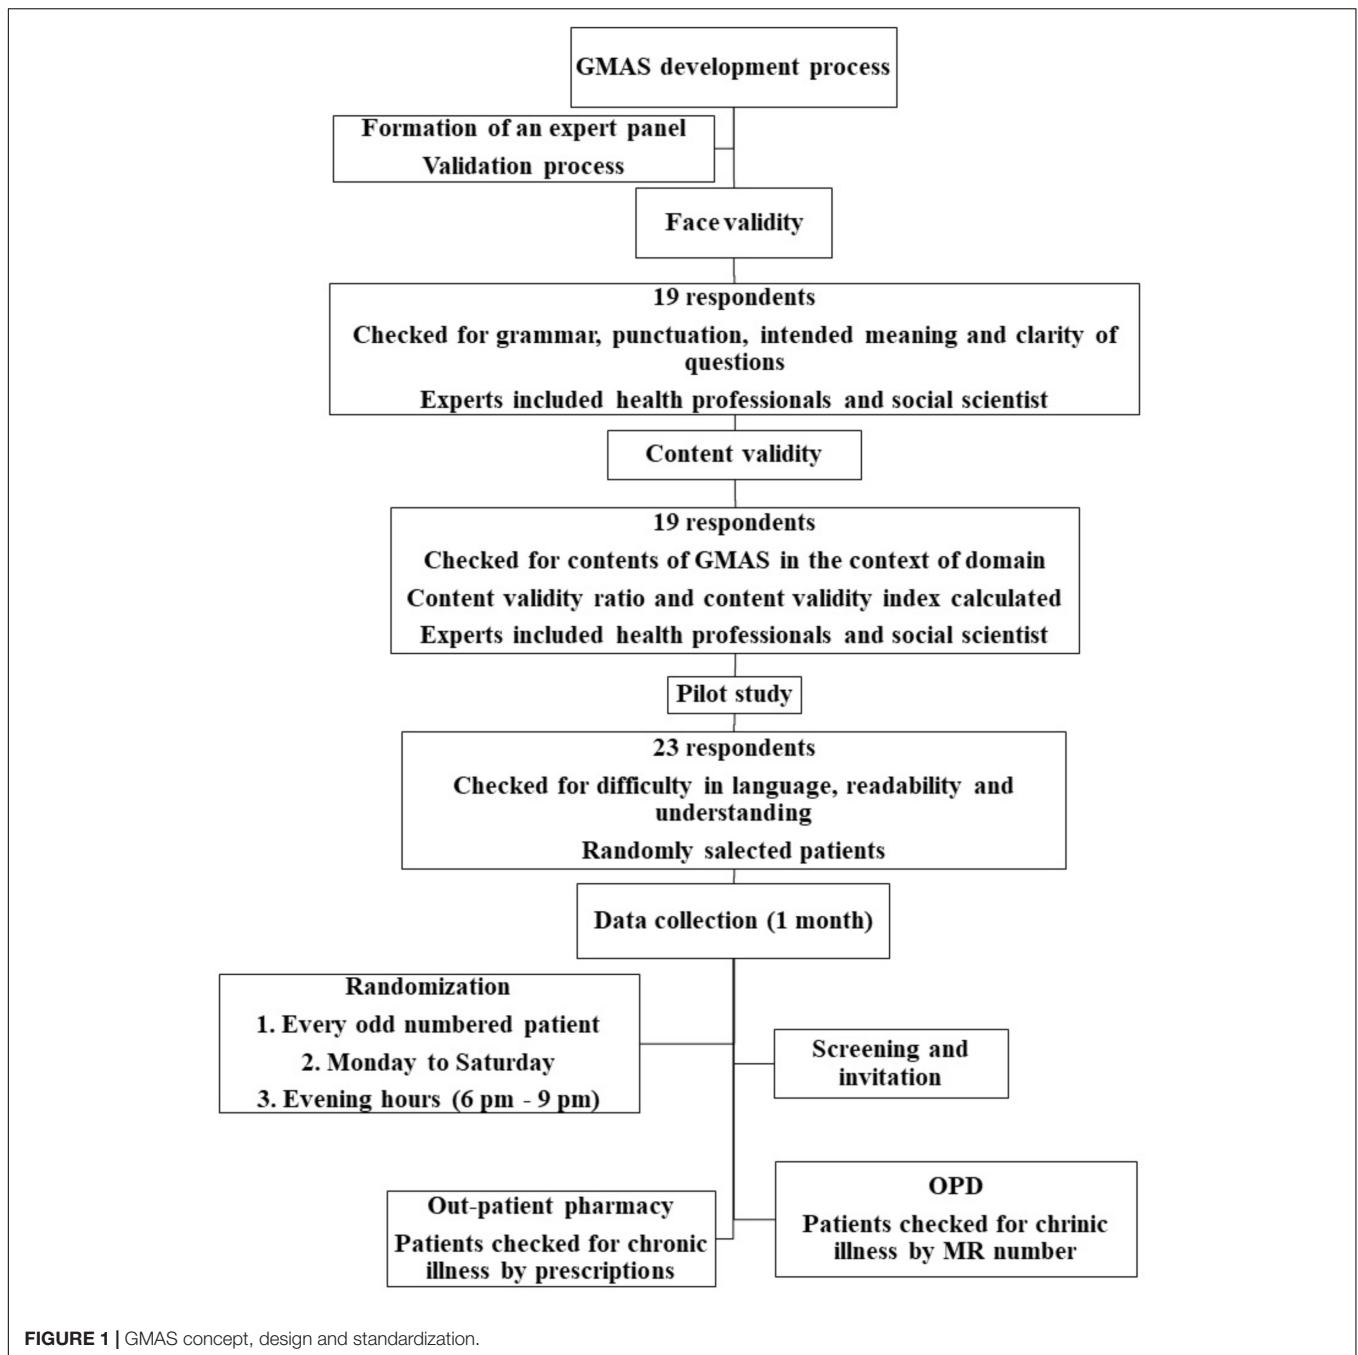 GMAS development process
Formation of an expert panel
Validation process
Face validity
19 respondents
Checked for grammar, punctuation, intended meaning and clarity of
questions
Experts included health professionals and social scientist
Content validity
19 respondents
Checked for contents of GMAS in the context of domain
Content validity ratio and content validity index calculated
Experts included health professionals and social scientist
Pilot study
23 respondents
Checked for difficulty in language, readability and
understanding
Randomly salected patients
Data collection (1 month)
Randomization
1. Every odd numbered patient
2. Monday to Saturday
3. Evening hours (6 pm - 9 pm)
Screening and
invitation
Out-patient pharmacy
Patients checked for chronic
illness by prescriptions
OPD
Patients checked for chrinic
illness by MR number
FIGURE 1 | GMAS concept, design and standardization.